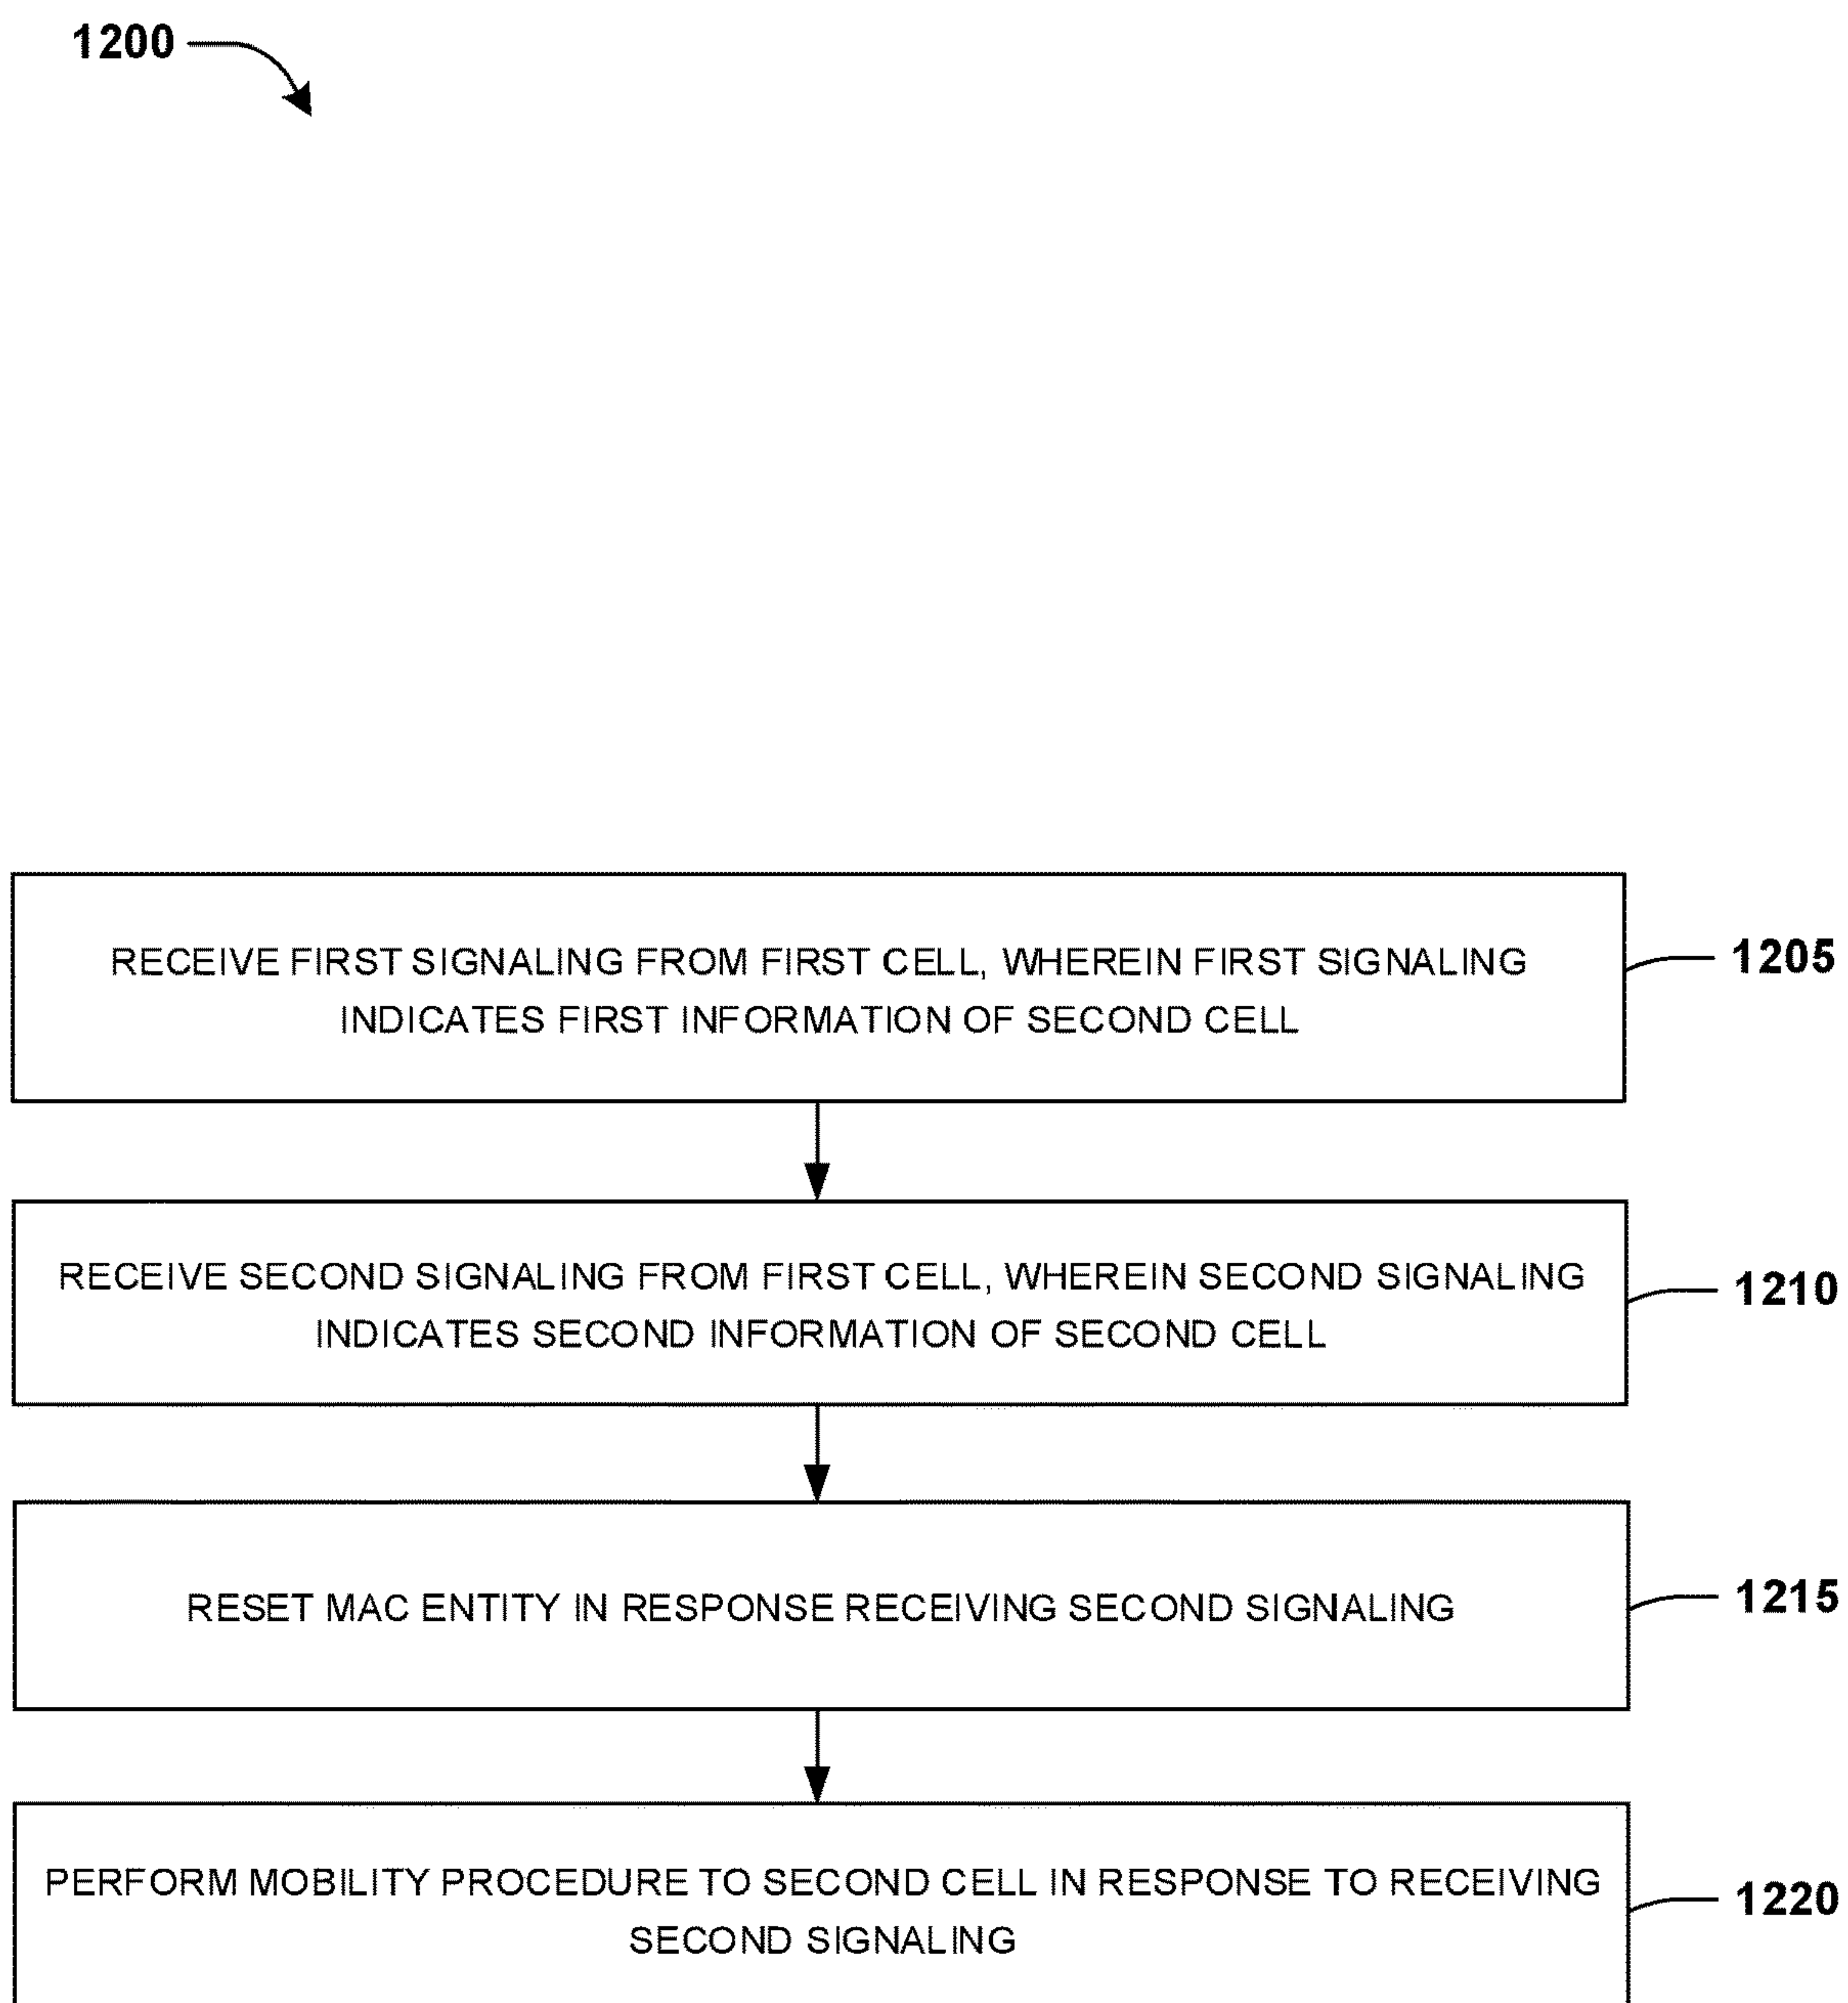 1200
RECEIVE FIRST SIGNALING FROM FIRST CELL, WHEREIN FIRST SIGNALING
INDICATES FIRST INFORMATION OF SECOND CELL
1205
RECEIVE SECOND SIGNALING FROM FIRST CELL, WHEREIN SECOND SIGNALING
INDICATES SECOND INFORMATION OF SECOND CELL
1210
RESET MAC ENTITY IN RESPONSE RECEIVING SECOND SIGNALING
1215
PERFORM MOBILITY PROCEDURE TO SECOND CELL IN RESPONSE TO RECEIVING
SECOND SIGNALING
1220